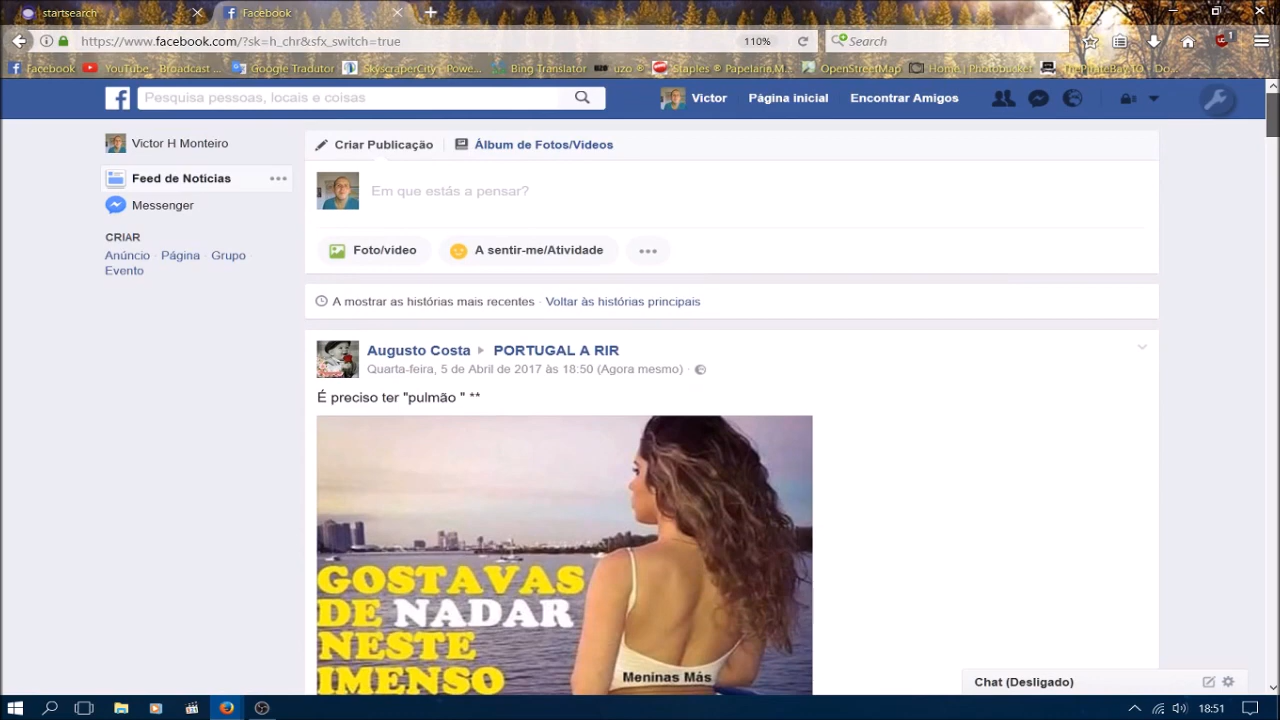 startsearch
Facebook
https://www.facebook.com/?sk=h_chr&sfx_switch=true
110%
Search
Facebook
YouTube - Broadcast ...
Google Tradutor
SkyscraperCity - Powe...
Bing Translator
uzo ®
Staples ® Papelaria,M...
OpenStreetMap
Home | Photobucket
ThePirateBay.TO - Do...
Pesquisa pessoas, locais e coisas
Victor
Página inicial
Encontrar Amigos
Victor H Monteiro
Feed de Noticias
Messenger
CRIAR
Anúncio · Página · Grupo ·
Evento
Criar Publicação
Álbum de Fotos/Videos
Em que estás a pensar?
Foto/video
A sentir-me/Atividade
A mostrar as histórias mais recentes · Voltar às histórias principais
Augusto Costa ▸ PORTUGAL A RIR
Quarta-feira, 5 de Abril de 2017 às 18:50 (Agora mesmo) ·
É preciso ter "pulmão " **
GOSTAVAS
DE NADAR
NESTE
IMENSO
Meninas Más
Chat (Desligado)
18:51